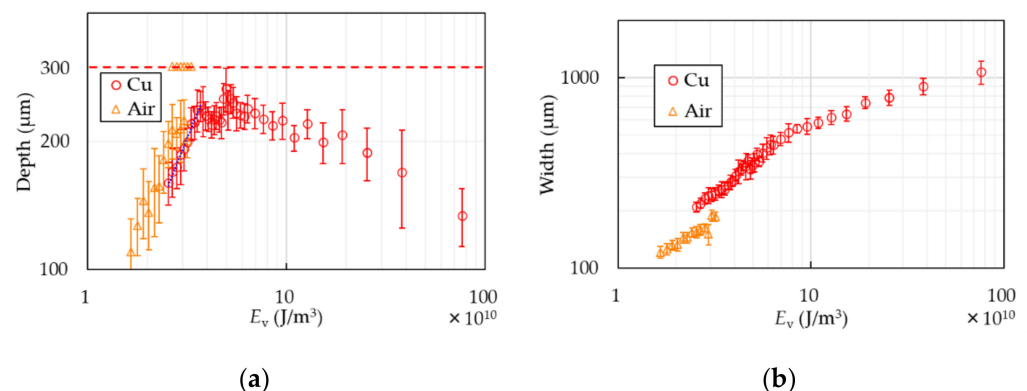 300
200
100
Depth (μm)
Cu
Air
1
10
100
Eᵥ (J/m³)
× 10¹⁰
(a)
1000
100
Width (μm)
Cu
Air
1
10
100
Eᵥ (J/m³)
× 10¹⁰
(b)